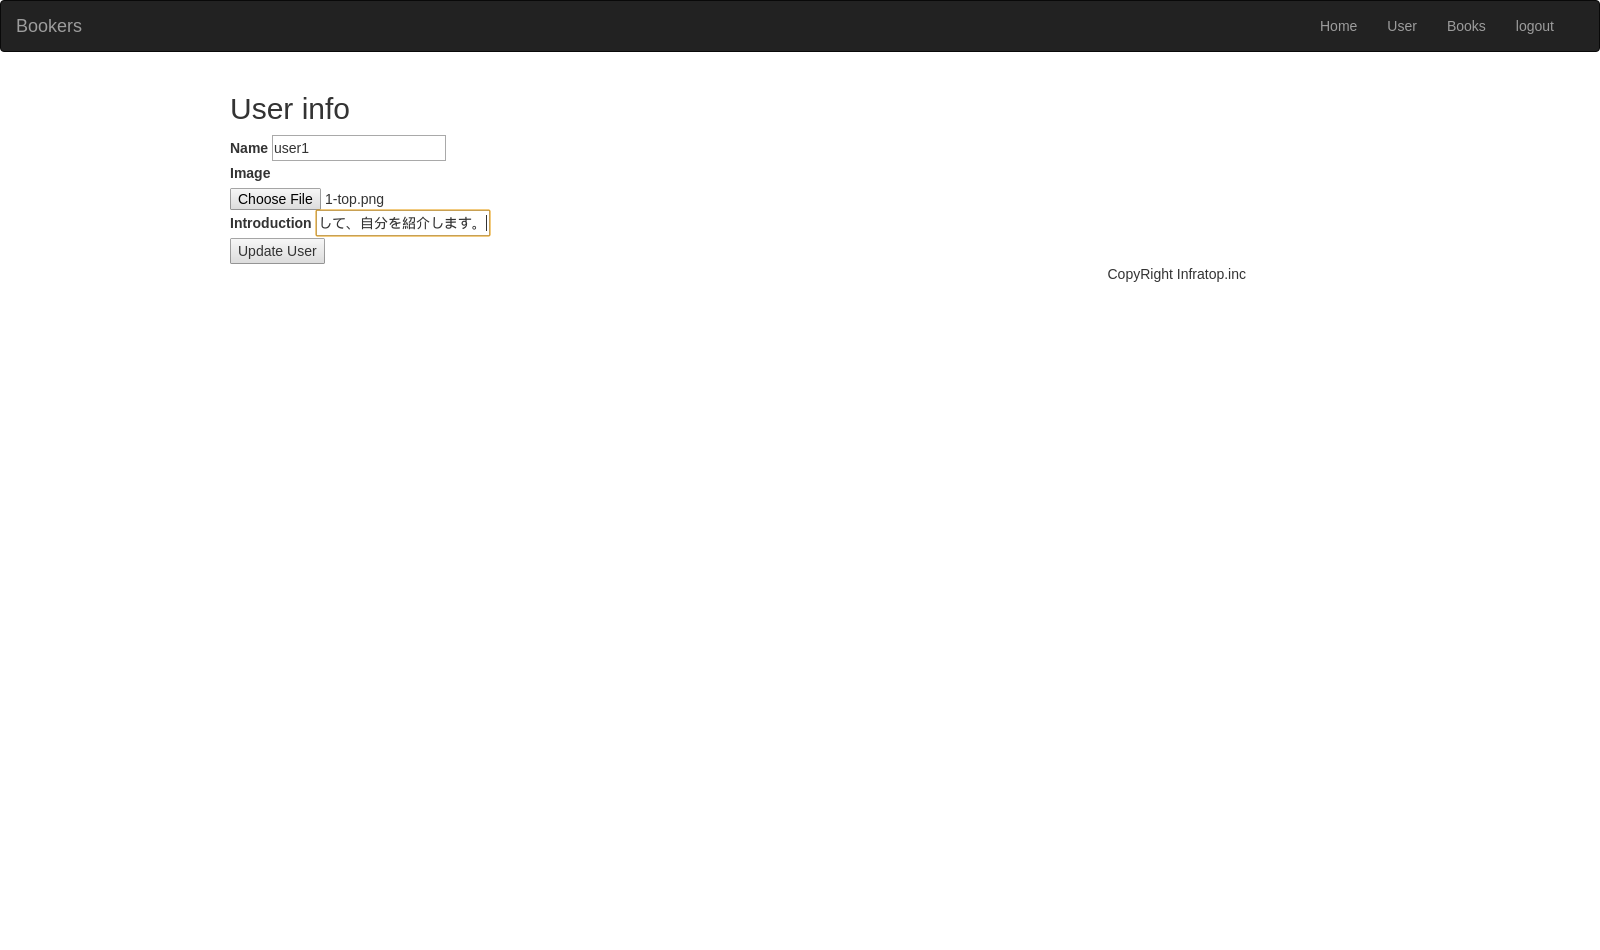 Bookers Home User Books logout
User info
Name user1
Image
Choose File 1-top.png
Introduction して、自分を紹介します。
Update User
CopyRight Infratop.inc